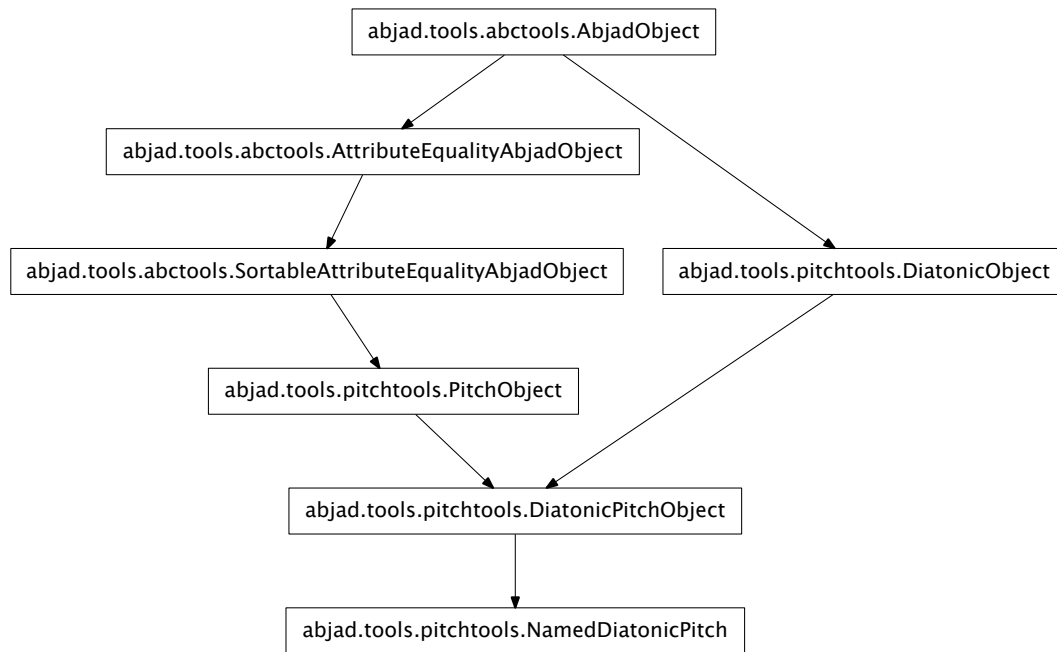 abjad.tools.abctools.AbjadObject
abjad.tools.abctools.AttributeEqualityAbjadObject
abjad.tools.abctools.SortableAttributeEqualityAbjadObject
abjad.tools.pitchtools.DiatonicObject
abjad.tools.pitchtools.PitchObject
abjad.tools.pitchtools.DiatonicPitchObject
abjad.tools.pitchtools.NamedDiatonicPitch